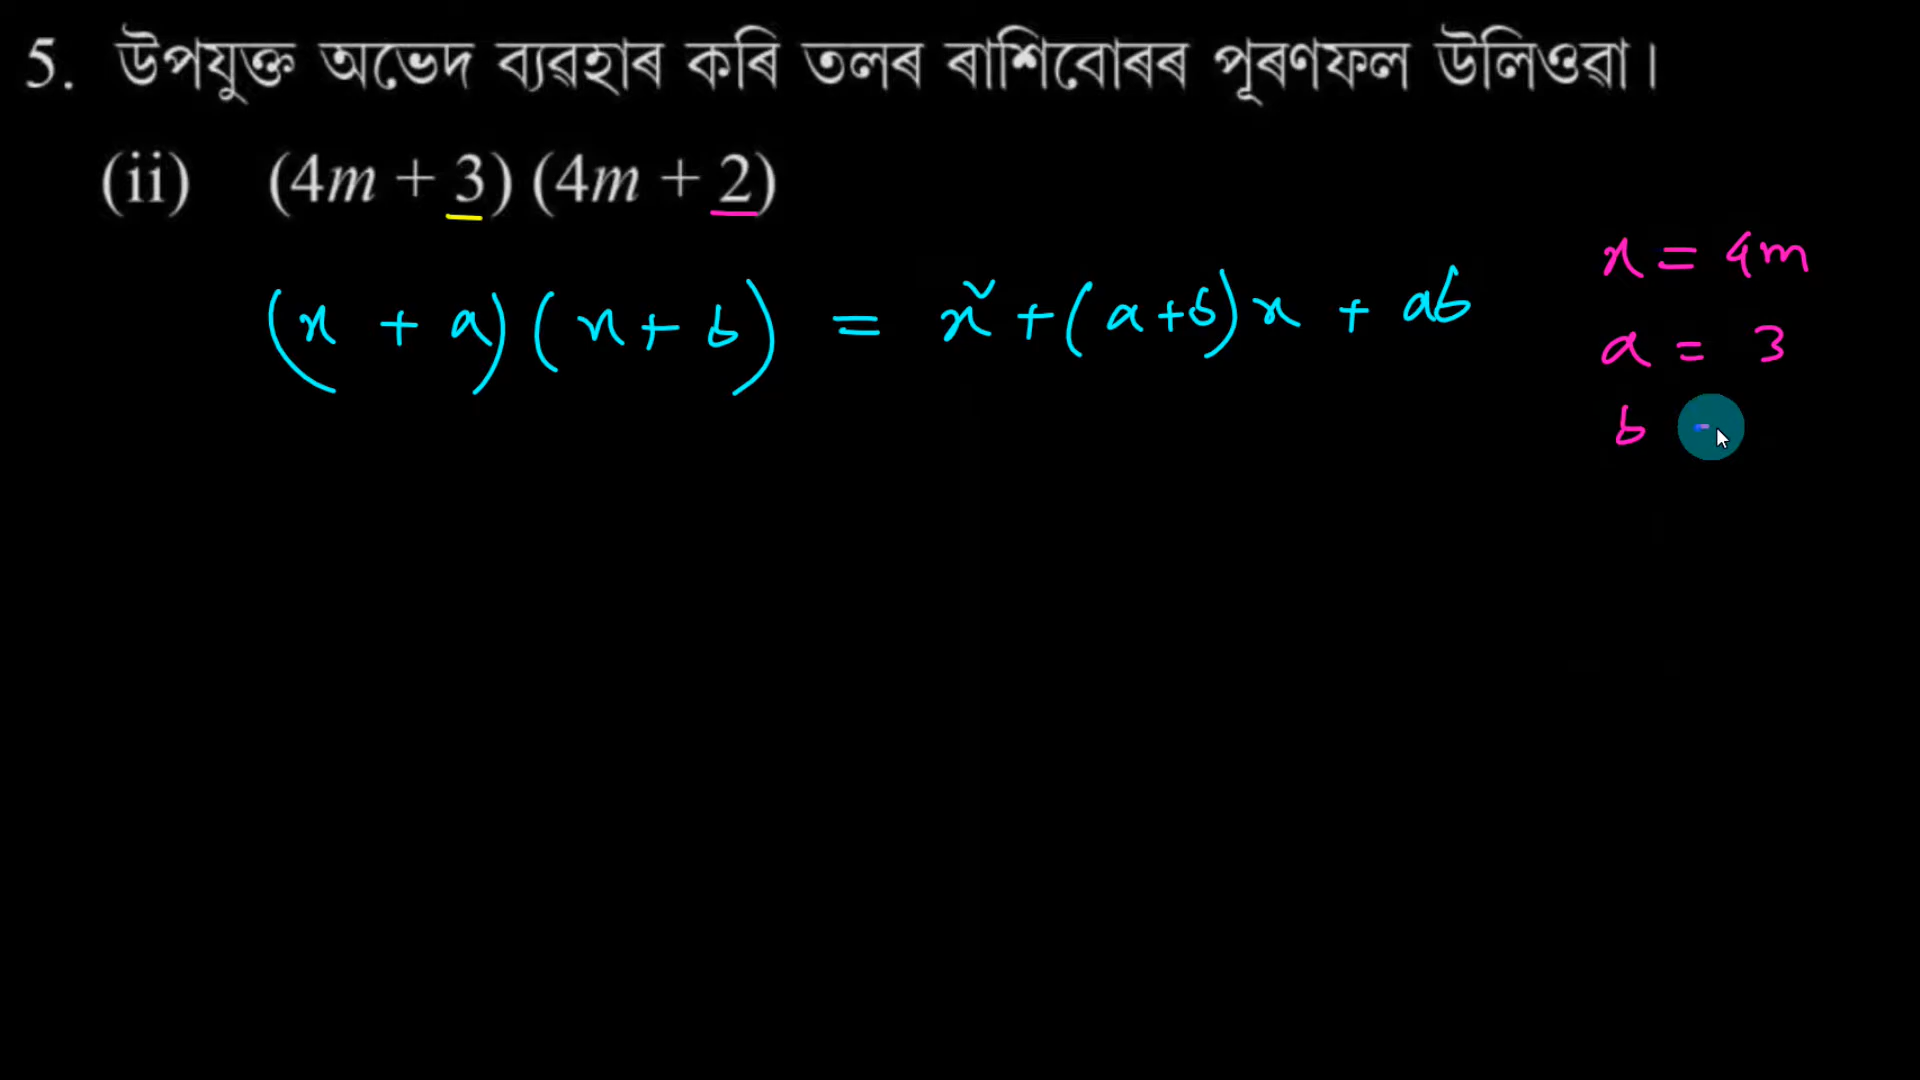 5. উপযুক্ত অভেদ ব্যৱহাৰ কৰি তলৰ ৰাশিবোৰৰ পূৰণফল উলিওৱা।
(ii) (4m + 3) (4m + 2)
(x + a) (x + b) = x² + (a+b)x + ab
x = 4m
a = 3
b -